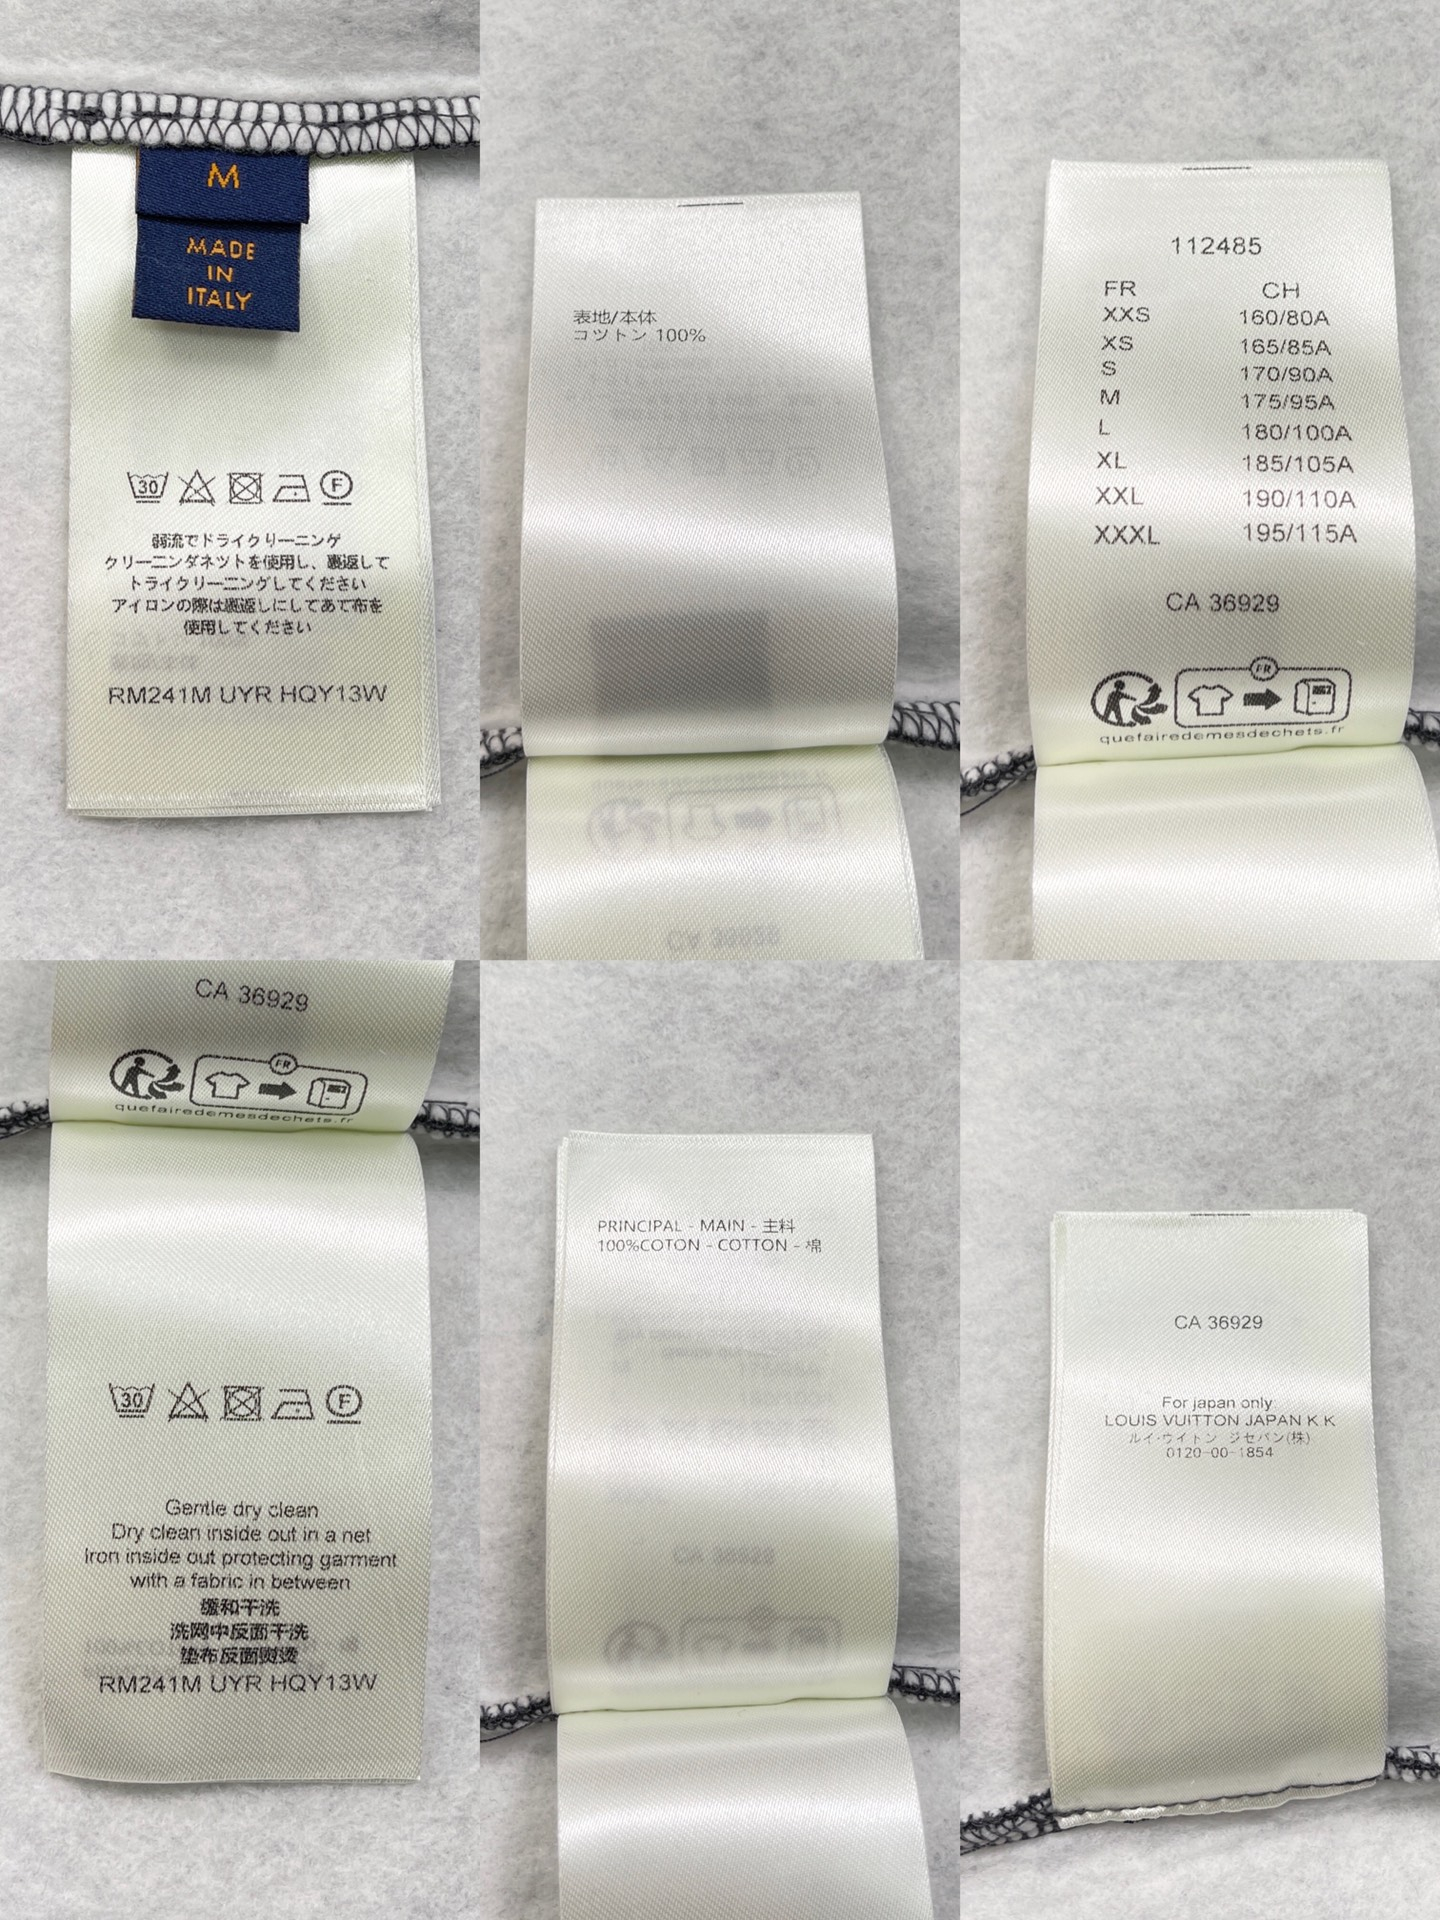 M
MADE
IN
ITALY
30
F
弱流でドライクりーニンゲ
クリーニンダネツトを使用し、裏返して
トライクリーニングしてください
アイロンの際は裏返しにしてあて布を
使用してください
RM241M UYR HQY13W
表地/本体
コツトン 100%
CA 36929
112485
FR CH
XXS 160/80A
XS 165/85A
S 170/90A
M 175/95A
L 180/100A
XL 185/105A
XXL 190/110A
XXXL 195/115A
CA 36929
FR
quefairedemesdechets.fr
CA 36929
FR
quefairedemesdechets.fr
30
F
Gentle dry clean
Dry clean inside out in a net
Iron inside out protecting garment
with a fabric in between
缓和干洗
洗网中反面干洗
垫布反面熨烫
RM241M UYR HQY13W
PRINCIPAL - MAIN - 主料
100%COTON - COTTON - 棉
CA 36929
For japan only:
LOUIS VUITTON JAPAN K K
ルイ·ウイトン ジセパン(株)
0120-00-1854